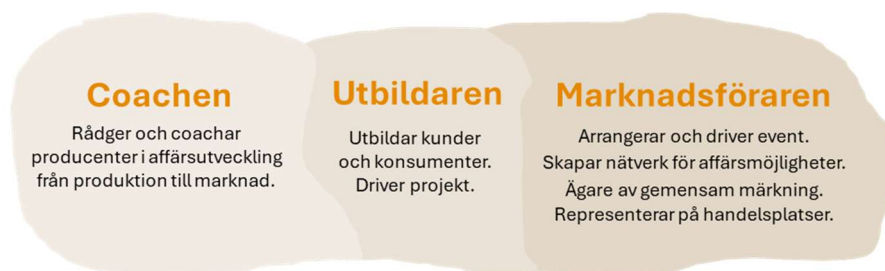 Coachen
Rådger och coachar
producenter i affärsutveckling
från produktion till marknad.
Utbildaren
Utbildar kunder
och konsumenter.
Driver projekt.
Marknadsföraren
Arrangerar och driver event.
Skapar nätverk för affärsmöjligheter.
Ägare av gemensam märkning.
Representerar på handelsplatser.